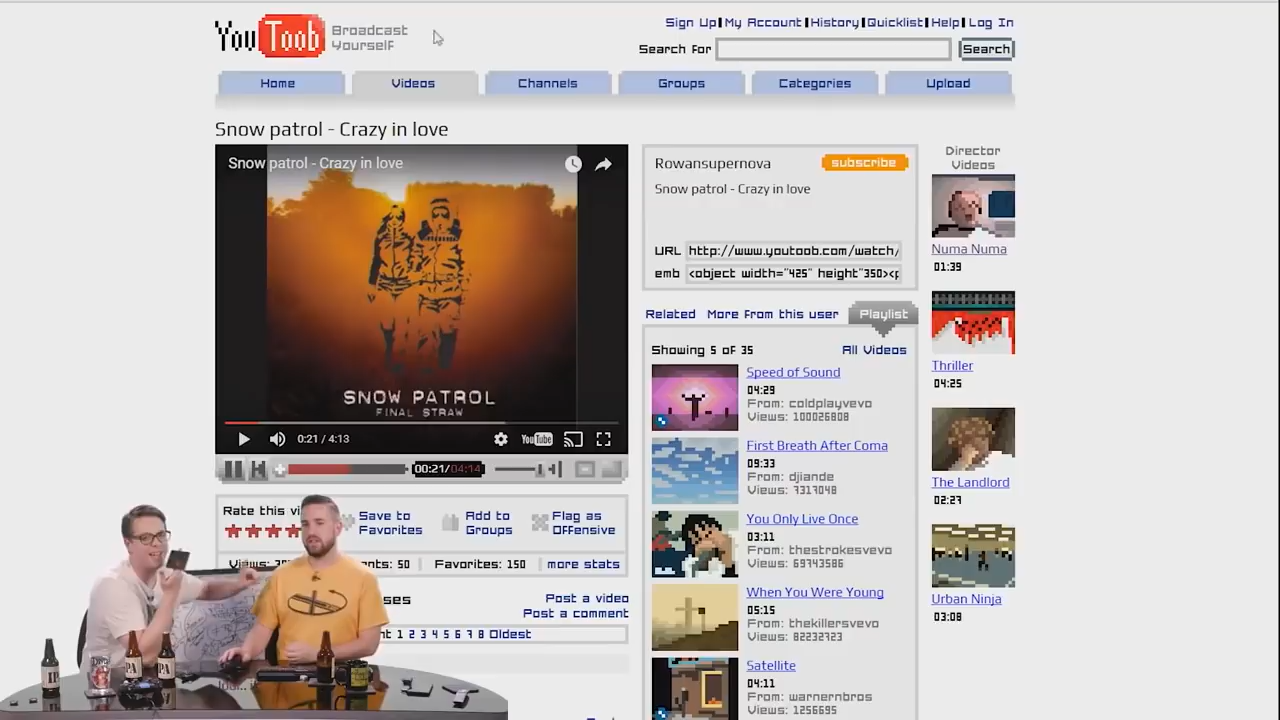 YouToob
Broadcast
Yourself
Sign Up
My Account
History
Quicklist
Help
Log In
Search for
Search
Home
Videos
Channels
Groups
Categories
Upload
Snow patrol - Crazy in love
Snow patrol - Crazy in love
SNOW PATROL
FINAL STRAW
0:21 / 4:13
YouTube
00:21/04:14
Rate this vi
Save to
Favorites
Add to
Groups
Flag as
Offensive
nts: 50
Favorites: 150
more stats
ses
Post a video
Post a comment
1 2 3 4 5 6 7 8 Oldest
Rowansupernova
subscribe
Snow patrol - Crazy in love
URL http://www.youtoob.com/watch/
emb <object width="425" height"350><p
Related
More from this user
Playlist
Showing 5 of 35
All Videos
Speed of Sound
04:29
From: coldplayvevo
Views: 100026808
First Breath After Coma
09:33
From: djiande
Views: 7317048
You Only Live Once
03:11
From: thestrokesvevo
Views: 69743586
When You Were Young
05:15
From: thekillersvevo
Views: 82232723
Satellite
04:11
From: warnernbros
Views: 1256695
Director
Videos
Numa Numa
01:39
Thriller
04:25
The Landlord
02:27
Urban Ninja
03:08